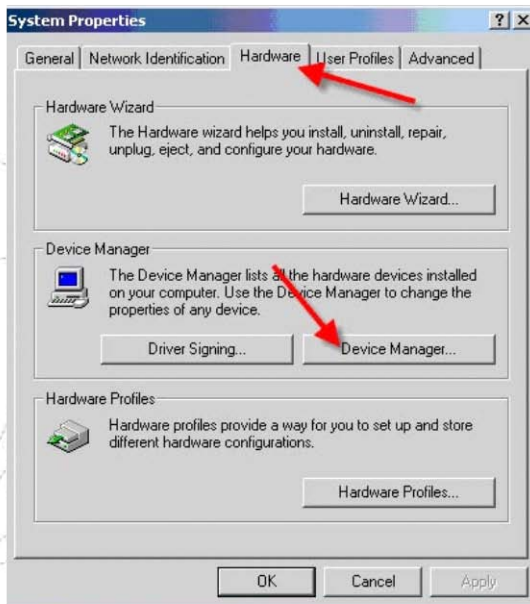 System Properties
? X
General Network Identification Hardware User Profiles Advanced
Hardware Wizard
The Hardware wizard helps you install, uninstall, repair,
unplug, eject, and configure your hardware.
Hardware Wizard...
Device Manager
The Device Manager lists all the hardware devices installed
on your computer. Use the Device Manager to change the
properties of any device.
Driver Signing... Device Manager...
Hardware Profiles
Hardware profiles provide a way for you to set up and store
different hardware configurations.
Hardware Profiles...
OK Cancel Apply